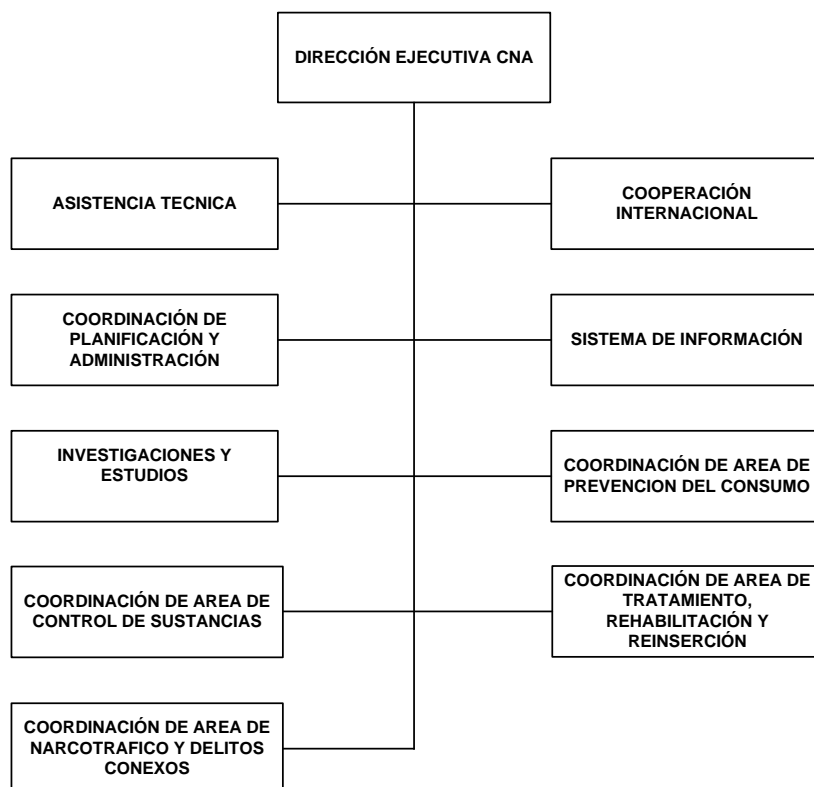 DIRECCIÓN EJECUTIVA CNA
ASISTENCIA TECNICA
COOPERACIÓN
INTERNACIONAL
COORDINACIÓN DE
PLANIFICACIÓN Y
ADMINISTRACIÓN
SISTEMA DE INFORMACIÓN
INVESTIGACIONES Y
ESTUDIOS
COORDINACIÓN DE AREA DE
PREVENCION DEL CONSUMO
COORDINACIÓN DE AREA DE
CONTROL DE SUSTANCIAS
COORDINACIÓN DE AREA DE
TRATAMIENTO,
REHABILITACIÓN Y
REINSERCIÓN
COORDINACIÓN DE AREA DE
NARCOTRAFICO Y DELITOS
CONEXOS